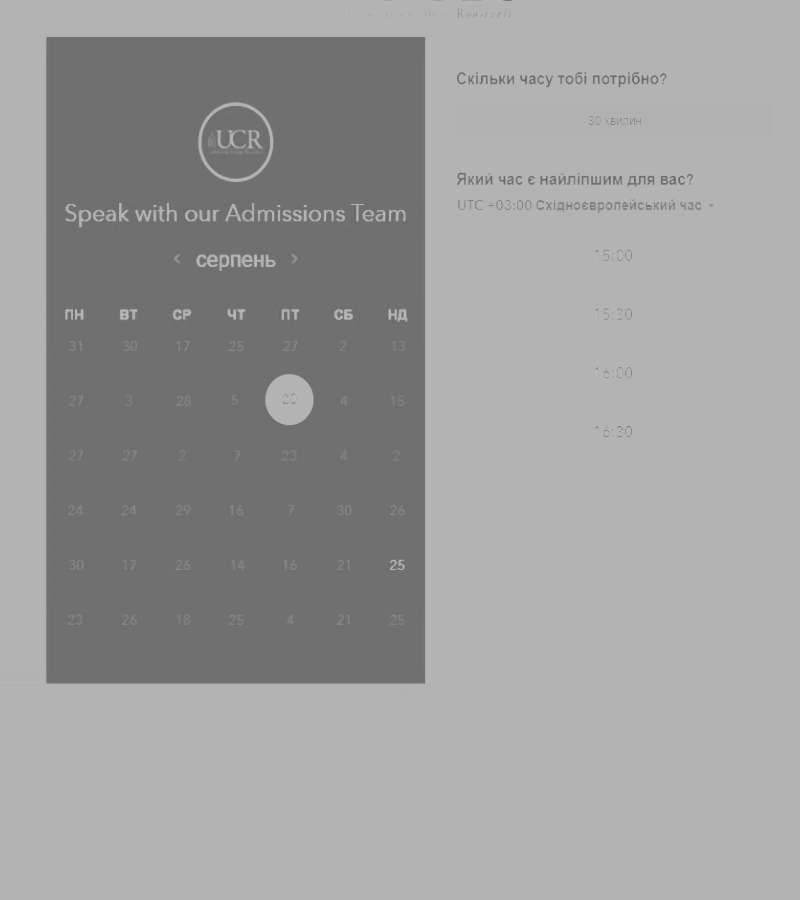 Roosevelt
UCR
Speak with our Admissions Team
серпень
ПН ВТ СР ЧТ ПТ СБ НД
31 30 17 25 27 2 13
27 3 28 5 20 4 15
27 27 2 7 23 4 2
24 24 29 16 7 30 26
30 17 26 14 16 21 25
23 26 18 25 4 21 25
Скільки часу тобі потрібно?
30 хвилин
Який час є найліпшим для вас?
UTC +03:00 Східноєвропейський час
15:00
15:30
16:00
16:30